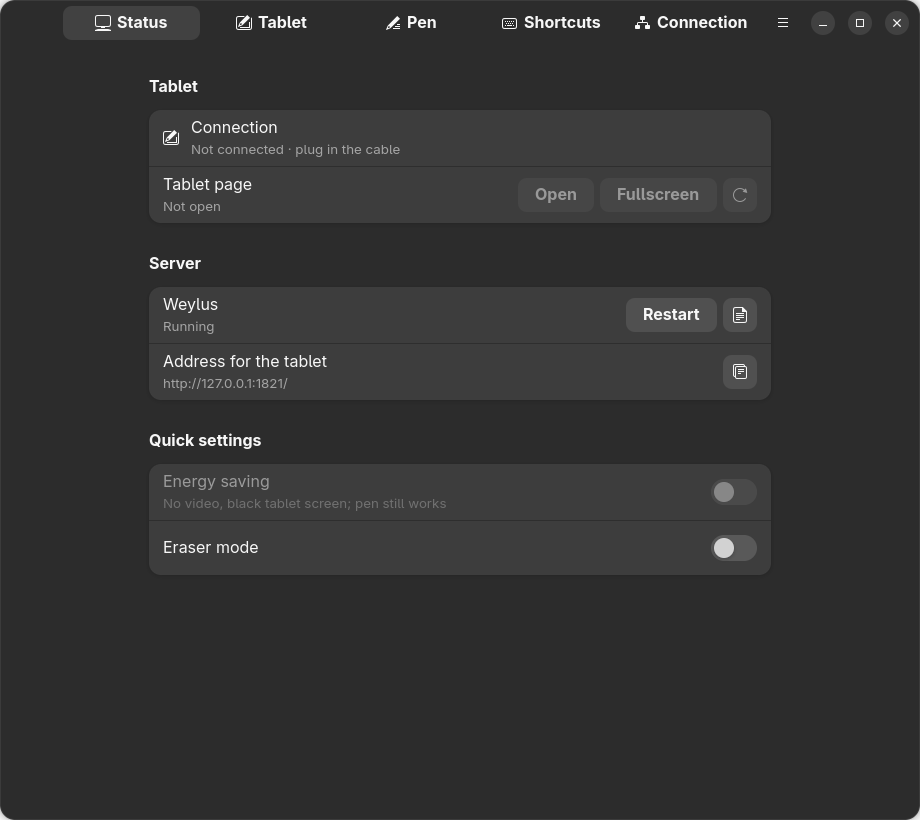 Status Tablet Pen Shortcuts Connection
Tablet
Connection
Not connected · plug in the cable
Tablet page
Not open
Open Fullscreen
Server
Weylus
Running
Restart
Address for the tablet
http://127.0.0.1:1821/
Quick settings
Energy saving
No video, black tablet screen; pen still works
Eraser mode